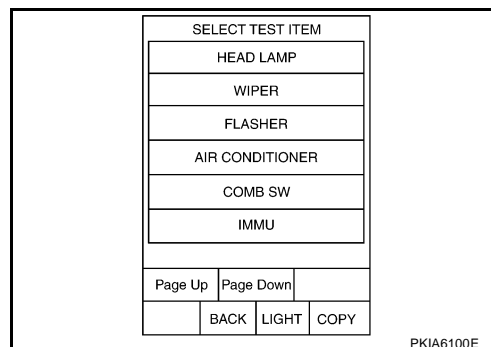 SELECT TEST ITEM
HEAD LAMP
WIPER
FLASHER
AIR CONDITIONER
COMB SW
IMMU
Page Up Page Down
BACK LIGHT COPY
PKIA6100E